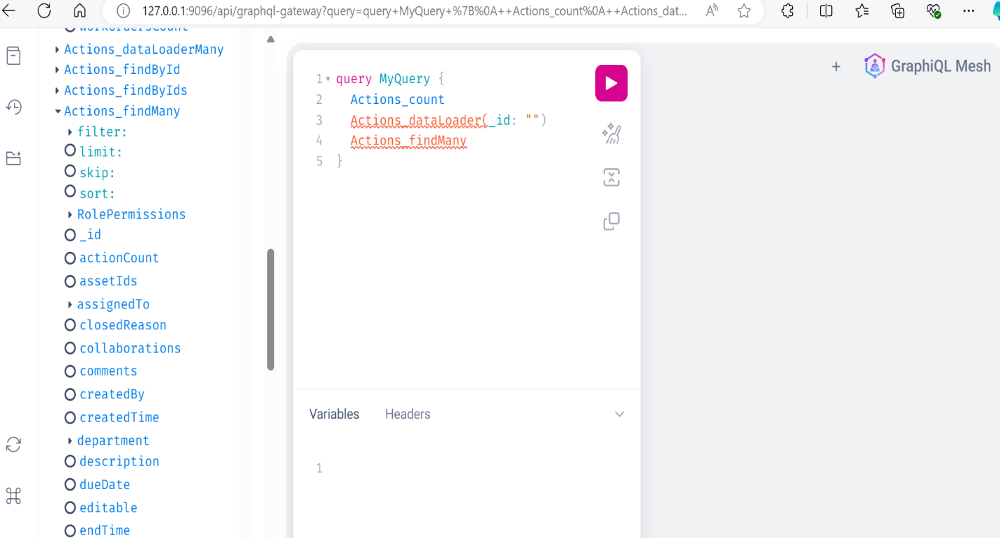 127.0.0.1:9096/api/graphql-gateway?query=query+MyQuery+%7B%0A++Actions_count%0A++Actions_dat...
workordersCount
Actions_dataLoaderMany
Actions_findById
Actions_findByIds
Actions_findMany
filter:
limit:
skip:
sort:
RolePermissions
_id
actionCount
assetIds
assignedTo
closedReason
collaborations
comments
createdBy
createdTime
department
description
dueDate
editable
endTime
1 query MyQuery {
2 Actions_count
3 Actions_dataLoader(_id: "")
4 Actions_findMany
5 }
Variables Headers
1
+ GraphiQL Mesh